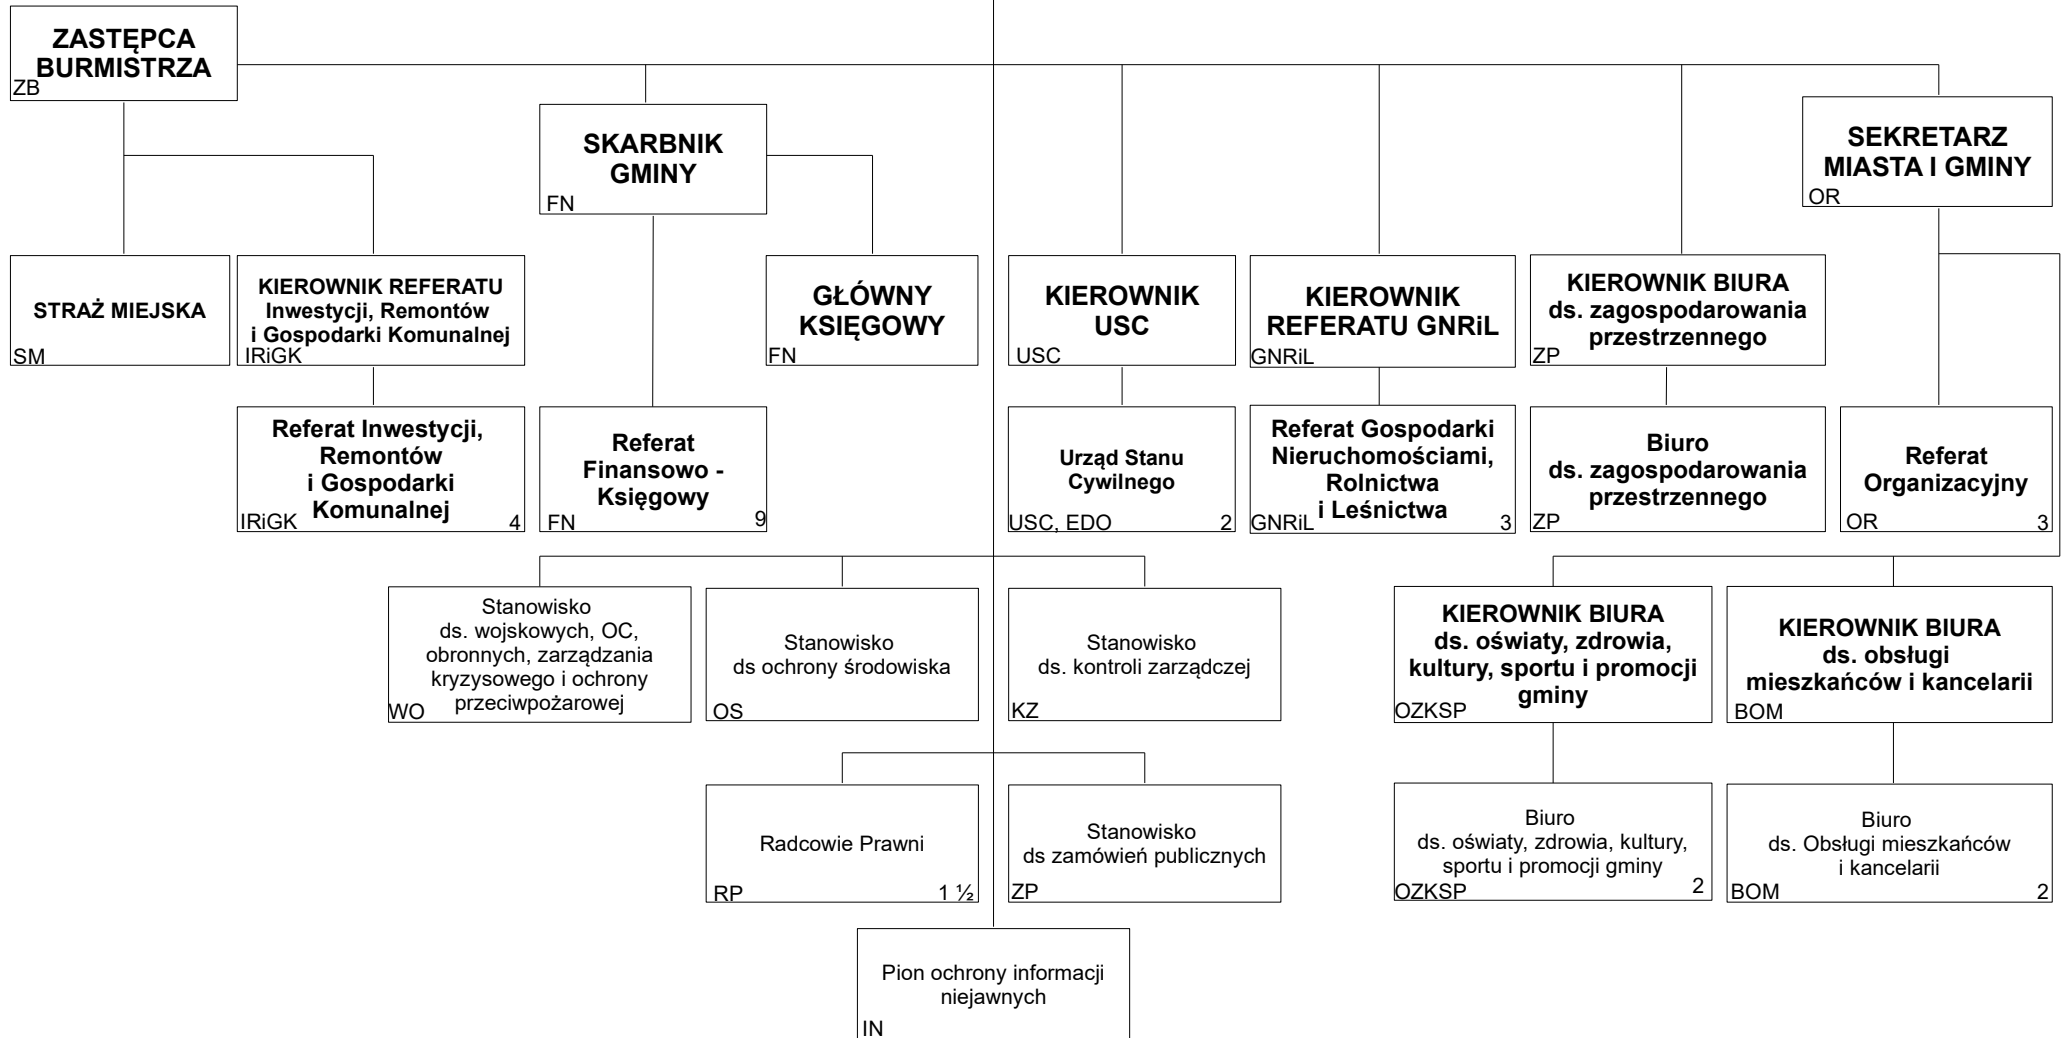 ZASTĘPCA
BURMISTRZA
ZB
SKARBNIK
GMINY
FN
SEKRETARZ
MIASTA I GMINY
OR
STRAŻ MIEJSKA
SM
KIEROWNIK REFERATU
Inwestycji, Remontów
i Gospodarki Komunalnej
IRiGK
GŁÓWNY
KSIĘGOWY
FN
KIEROWNIK
USC
USC
KIEROWNIK
REFERATU GNRiL
GNRiL
KIEROWNIK BIURA
ds. zagospodarowania
przestrzennego
ZP
Referat Inwestycji,
Remontów
i Gospodarki
Komunalnej
IRiGK 4
Referat
Finansowo -
Księgowy
FN 9
Urząd Stanu
Cywilnego
USC, EDO 2
Referat Gospodarki
Nieruchomościami,
Rolnictwa
i Leśnictwa
GNRiL 3
Biuro
ds. zagospodarowania
przestrzennego
ZP
Referat
Organizacyjny
OR 3
Stanowisko
ds. wojskowych, OC,
obronnych, zarządzania
kryzysowego i ochrony
przeciwpożarowej
WO
Stanowisko
ds ochrony środowiska
OS
Stanowisko
ds. kontroli zarządczej
KZ
KIEROWNIK BIURA
ds. oświaty, zdrowia,
kultury, sportu i promocji
gminy
OZKSP
KIEROWNIK BIURA
ds. obsługi
mieszkańców i kancelarii
BOM
Radcowie Prawni
RP 1 ½
Stanowisko
ds zamówień publicznych
ZP
Biuro
ds. oświaty, zdrowia, kultury,
sportu i promocji gminy
OZKSP 2
Biuro
ds. Obsługi mieszkańców
i kancelarii
BOM 2
Pion ochrony informacji
niejawnych
IN